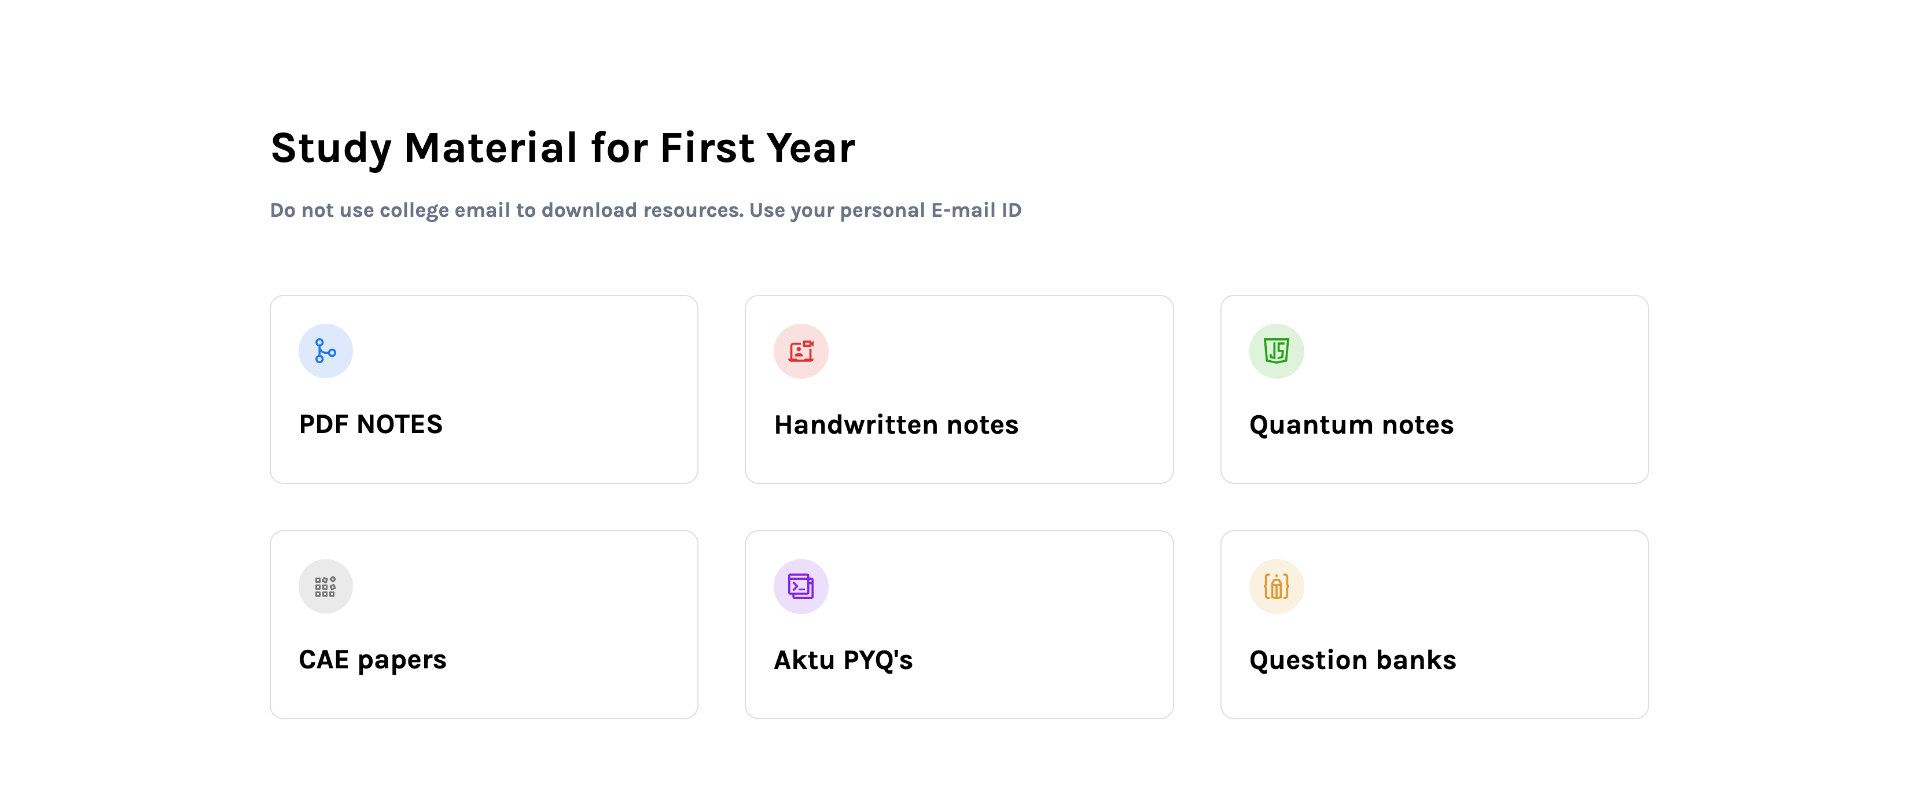 Study Material for First Year
Do not use college email to download resources. Use your personal E-mail ID
PDF NOTES
Handwritten notes
JS
Quantum notes
CAE papers
Aktu PYQ's
Question banks